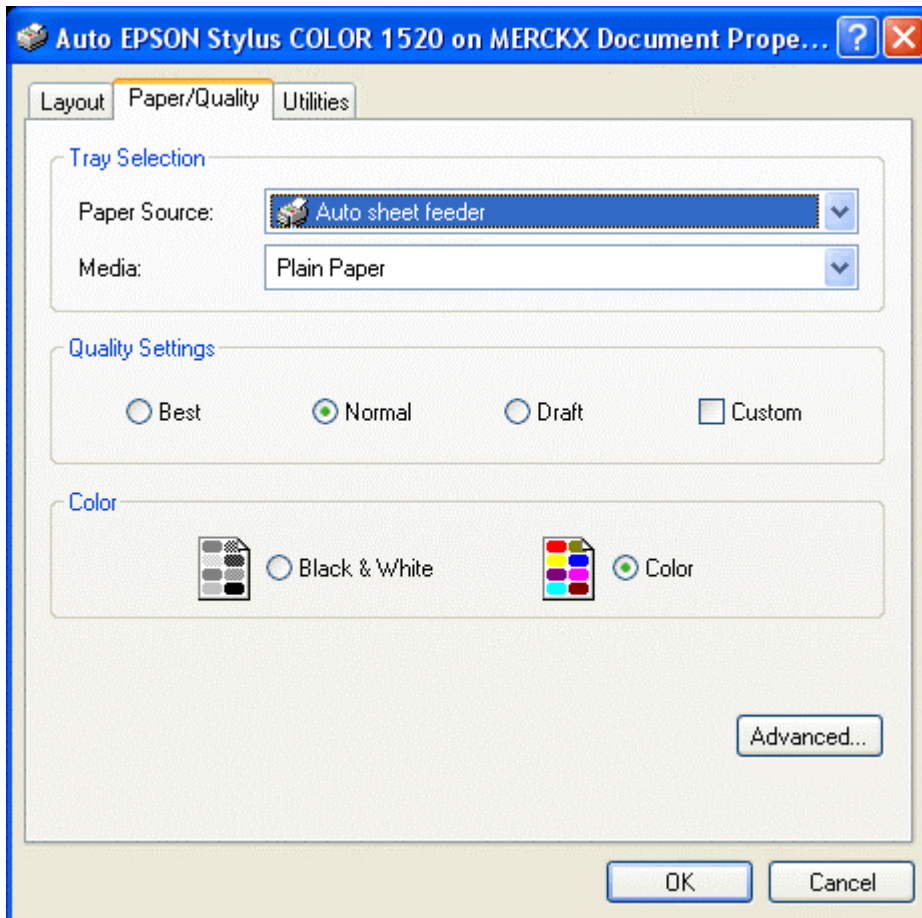 Auto EPSON Stylus COLOR 1520 on MERCKX Document Prope... ?
Layout Paper/Quality Utilities
Tray Selection
Paper Source: Auto sheet feeder
Media: Plain Paper
Quality Settings
Best Normal Draft Custom
Color
Black & White Color
Advanced...
OK Cancel